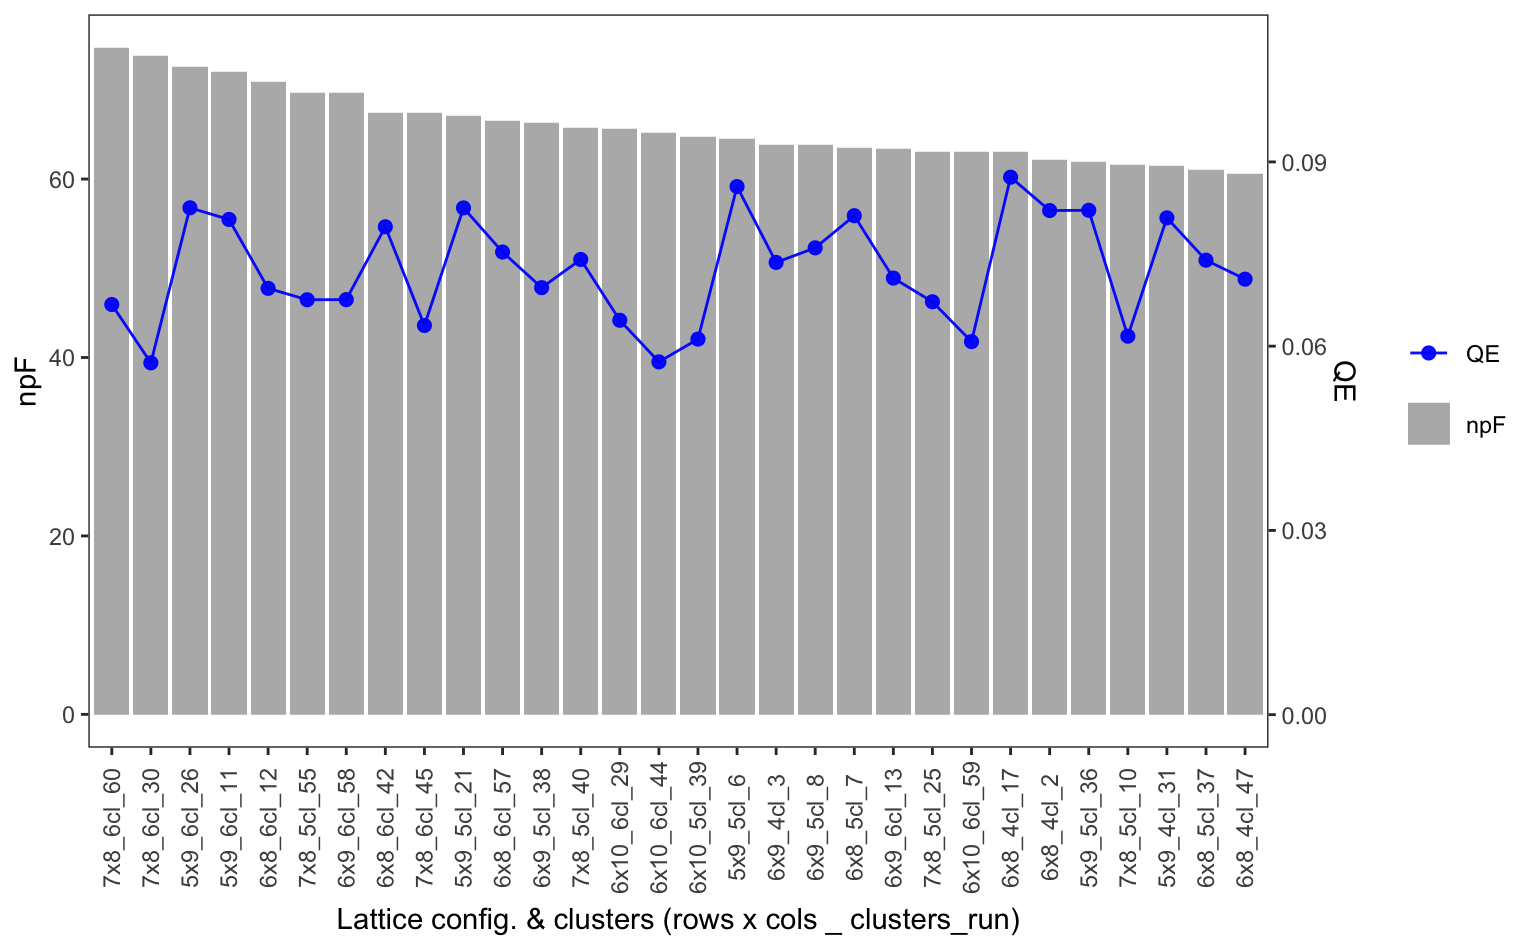 60
40
20
0
npF
0.09
0.06
0.03
0.00
QE
QE
npF
7x8_6cl_60
7x8_6cl_30
5x9_6cl_26
5x9_6cl_11
6x8_6cl_12
7x8_5cl_55
6x9_6cl_58
6x8_6cl_42
7x8_6cl_45
5x9_5cl_21
6x8_6cl_57
6x9_5cl_38
7x8_5cl_40
6x10_6cl_29
6x10_6cl_44
6x10_5cl_39
5x9_5cl_6
6x9_4cl_3
6x9_5cl_8
6x8_5cl_7
6x9_6cl_13
7x8_5cl_25
6x10_6cl_59
6x8_4cl_17
6x8_4cl_2
5x9_5cl_36
7x8_5cl_10
5x9_4cl_31
6x8_5cl_37
6x8_4cl_47
Lattice config. & clusters (rows x cols _ clusters_run)